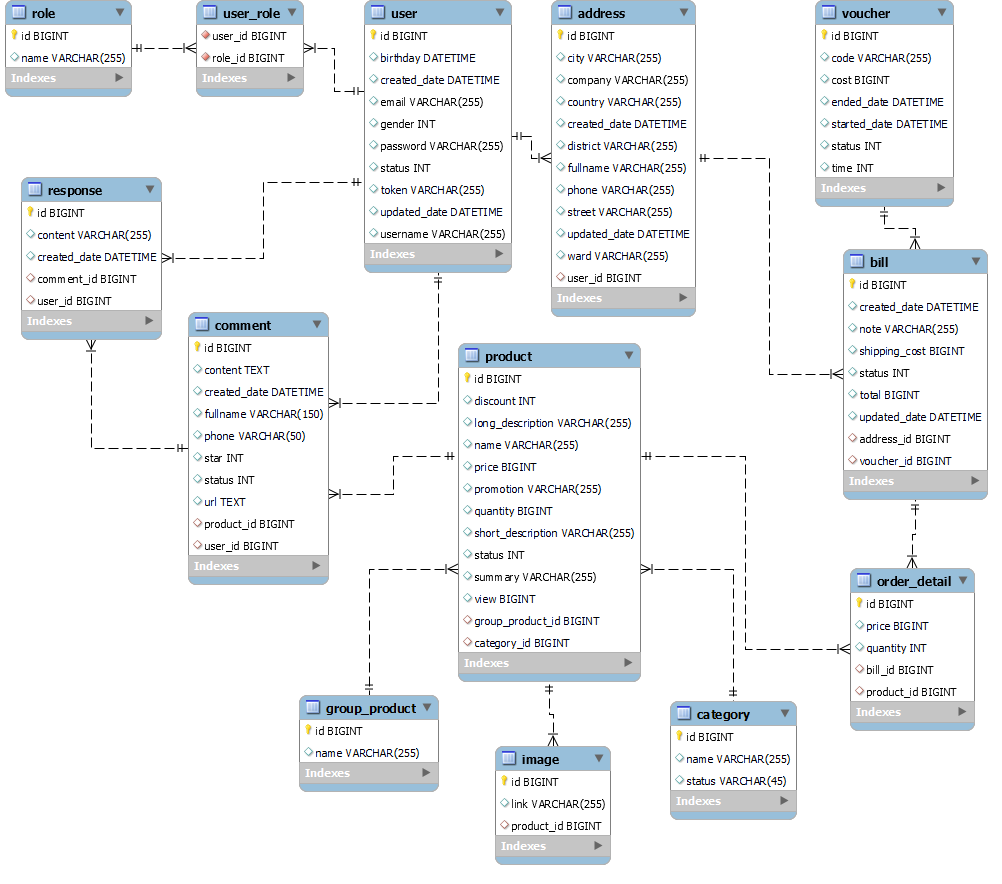 role
id BIGINT
name VARCHAR(255)
Indexes
user_role
user_id BIGINT
role_id BIGINT
Indexes
user
id BIGINT
birthday DATETIME
created_date DATETIME
email VARCHAR(255)
gender INT
password VARCHAR(255)
status INT
token VARCHAR(255)
updated_date DATETIME
username VARCHAR(255)
Indexes
address
id BIGINT
city VARCHAR(255)
company VARCHAR(255)
country VARCHAR(255)
created_date DATETIME
district VARCHAR(255)
fullname VARCHAR(255)
phone VARCHAR(255)
street VARCHAR(255)
updated_date DATETIME
ward VARCHAR(255)
user_id BIGINT
Indexes
voucher
id BIGINT
code VARCHAR(255)
cost BIGINT
ended_date DATETIME
started_date DATETIME
status INT
time INT
Indexes
response
id BIGINT
content VARCHAR(255)
created_date DATETIME
comment_id BIGINT
user_id BIGINT
Indexes
comment
id BIGINT
content TEXT
created_date DATETIME
fullname VARCHAR(150)
phone VARCHAR(50)
star INT
status INT
url TEXT
product_id BIGINT
user_id BIGINT
Indexes
product
id BIGINT
discount INT
long_description VARCHAR(255)
name VARCHAR(255)
price BIGINT
promotion VARCHAR(255)
quantity BIGINT
short_description VARCHAR(255)
status INT
summary VARCHAR(255)
view BIGINT
group_product_id BIGINT
category_id BIGINT
Indexes
bill
id BIGINT
created_date DATETIME
note VARCHAR(255)
shipping_cost BIGINT
status INT
total BIGINT
updated_date DATETIME
address_id BIGINT
voucher_id BIGINT
Indexes
order_detail
id BIGINT
price BIGINT
quantity INT
bill_id BIGINT
product_id BIGINT
Indexes
group_product
id BIGINT
name VARCHAR(255)
Indexes
image
id BIGINT
link VARCHAR(255)
product_id BIGINT
Indexes
category
id BIGINT
name VARCHAR(255)
status VARCHAR(45)
Indexes